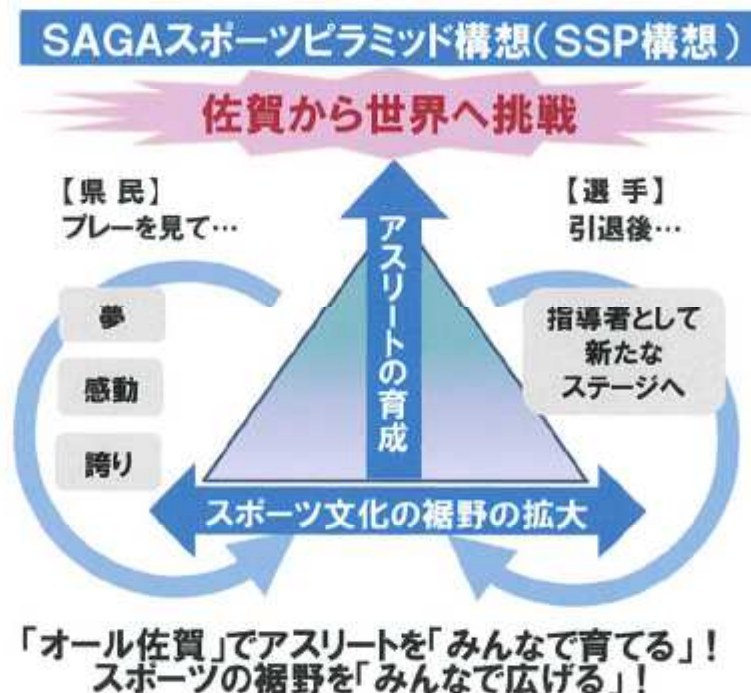 SAGAスポーツピラミッド構想(SSP構想)
佐賀から世界へ挑戦
【県民】
プレーを見て…
【選手】
引退後…
夢
感動
誇り
アスリートの育成
指導者として
新たな
ステージへ
スポーツ文化の裾野の拡大
「オール佐賀」でアスリートを「みんなで育てる」!
スポーツの裾野を「みんなで広げる」!